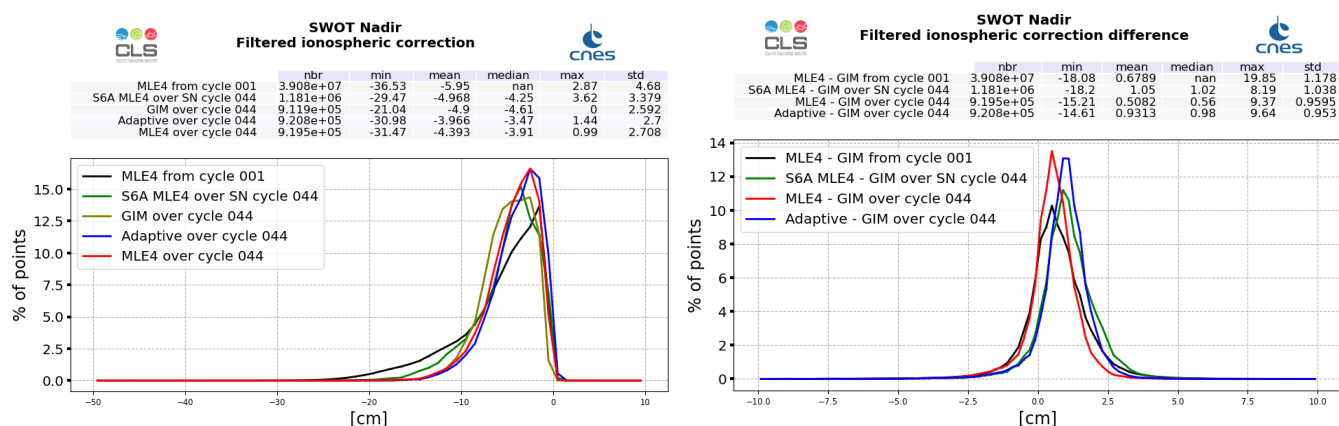 SWOT Nadir
Filtered ionospheric correction
CLS
cnes
nbr min mean median max std
MLE4 from cycle 001 3.908e+07 -36.53 -5.95 nan 2.87 4.68
S6A MLE4 over SN cycle 044 1.181e+06 -29.47 -4.968 -4.25 3.62 3.379
GIM over cycle 044 9.119e+05 -21.04 -4.9 -4.61 0 2.592
Adaptive over cycle 044 9.208e+05 -30.98 -3.966 -3.47 1.44 2.7
MLE4 over cycle 044 9.195e+05 -31.47 -4.393 -3.91 0.99 2.708
MLE4 from cycle 001
S6A MLE4 over SN cycle 044
GIM over cycle 044
Adaptive over cycle 044
MLE4 over cycle 044
% of points
15.0
12.5
10.0
7.5
5.0
2.5
0.0
−50 −40 −30 −20 −10 0 10
[cm]
SWOT Nadir
Filtered ionospheric correction difference
CLS
cnes
nbr min mean median max std
MLE4 - GIM from cycle 001 3.908e+07 -18.08 0.6789 nan 19.85 1.178
S6A MLE4 - GIM over SN cycle 044 1.181e+06 -18.2 1.05 1.02 8.19 1.038
MLE4 - GIM over cycle 044 9.195e+05 -15.21 0.5082 0.56 9.37 0.9595
Adaptive - GIM over cycle 044 9.208e+05 -14.61 0.9313 0.98 9.64 0.953
MLE4 - GIM from cycle 001
S6A MLE4 - GIM over SN cycle 044
MLE4 - GIM over cycle 044
Adaptive - GIM over cycle 044
% of points
14
12
10
8
6
4
2
0
−10.0 −7.5 −5.0 −2.5 0.0 2.5 5.0 7.5 10.0
[cm]